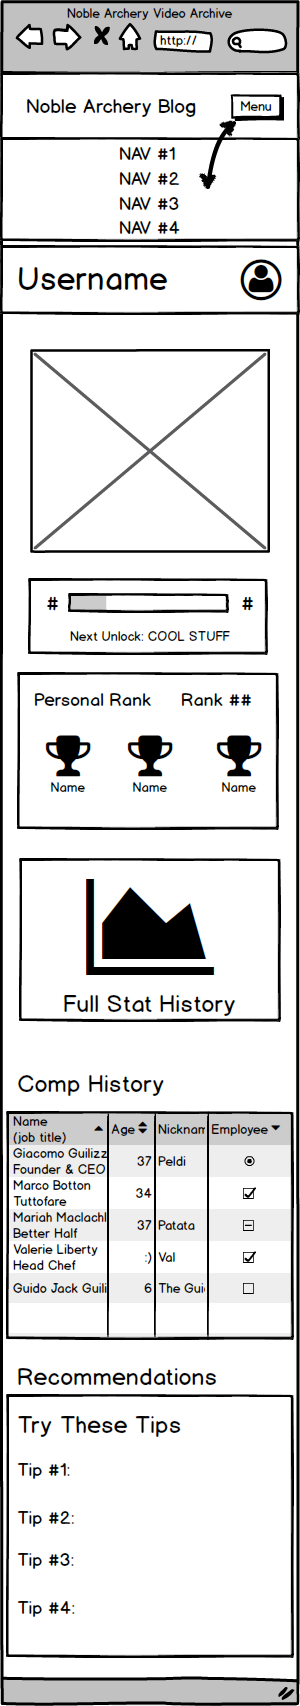 Noble Archery Video Archive
http://
Noble Archery Blog
Menu
NAV #1
NAV #2
NAV #3
NAV #4
Username
# #
Next Unlock: COOL STUFF
Personal Rank Rank ##
Name Name Name
Full Stat History
Comp History
Name
(job title) Age Nicknam Employee
Giacomo Guilizz
Founder & CEO 37 Peldi
Marco Botton
Tuttofare 34
Mariah Maclachl
Better Half 37 Patata
Valerie Liberty
Head Chef :) Val
Guido Jack Guili 6 The Gui
Recommendations
Try These Tips
Tip #1:
Tip #2:
Tip #3:
Tip #4: